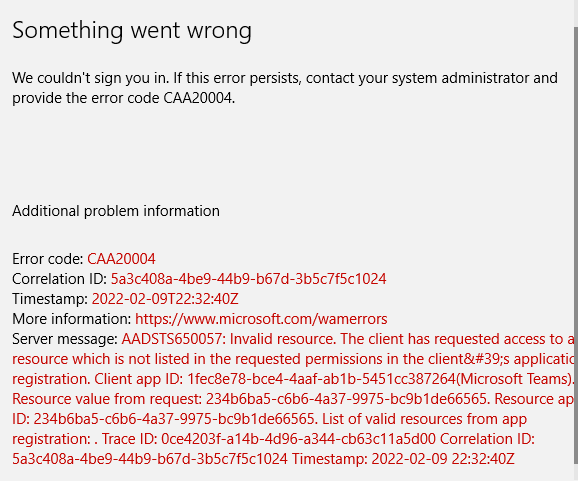 Something went wrong
We couldn't sign you in. If this error persists, contact your system administrator and
provide the error code CAA20004.
Additional problem information
Error code: CAA20004
Correlation ID: 5a3c408a-4be9-44b9-b67d-3b5c7f5c1024
Timestamp: 2022-02-09T22:32:40Z
More information: https://www.microsoft.com/wamerrors
Server message: AADSTS650057: Invalid resource. The client has requested access to a
resource which is not listed in the requested permissions in the client&#39;s applicatic
registration. Client app ID: 1fec8e78-bce4-4aaf-ab1b-5451cc387264(Microsoft Teams).
Resource value from request: 234b6ba5-c6b6-4a37-9975-bc9b1de66565. Resource ap
ID: 234b6ba5-c6b6-4a37-9975-bc9b1de66565. List of valid resources from app
registration: . Trace ID: 0ce4203f-a14b-4d96-a344-cb63c11a5d00 Correlation ID:
5a3c408a-4be9-44b9-b67d-3b5c7f5c1024 Timestamp: 2022-02-09 22:32:40Z